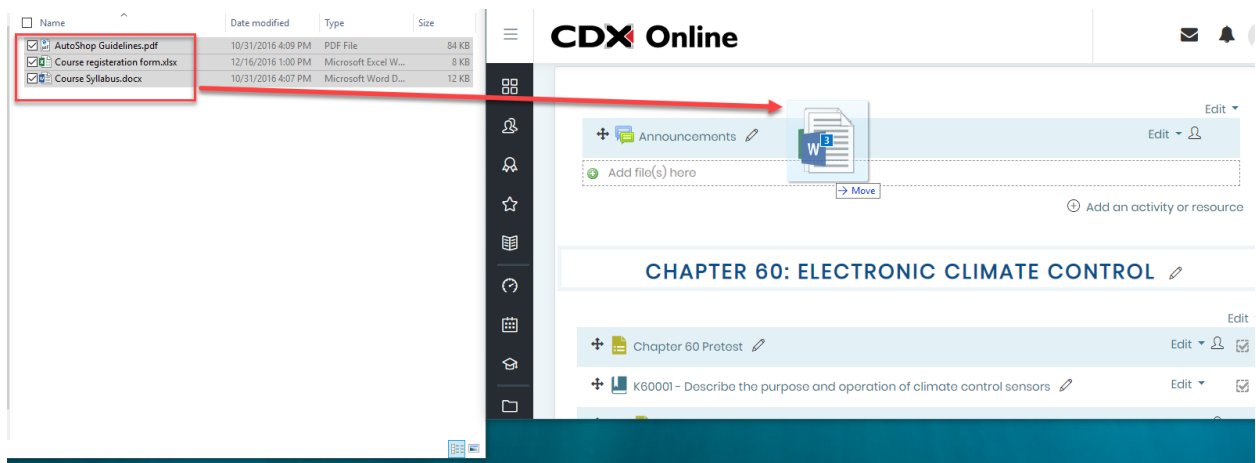 Name Date modified Type Size
AutoShop Guidelines.pdf 10/31/2016 4:09 PM PDF File 84 KB
Course registeration form.xlsx 12/16/2016 1:00 PM Microsoft Excel W... 8 KB
Course Syllabus.docx 10/31/2016 4:07 PM Microsoft Word D... 12 KB
CDX Online
Edit
Announcements Edit
W 3
Add file(s) here
Move
Add an activity or resource
CHAPTER 60: ELECTRONIC CLIMATE CONTROL
Edit
Chapter 60 Pretest Edit
K60001 - Describe the purpose and operation of climate control sensors Edit